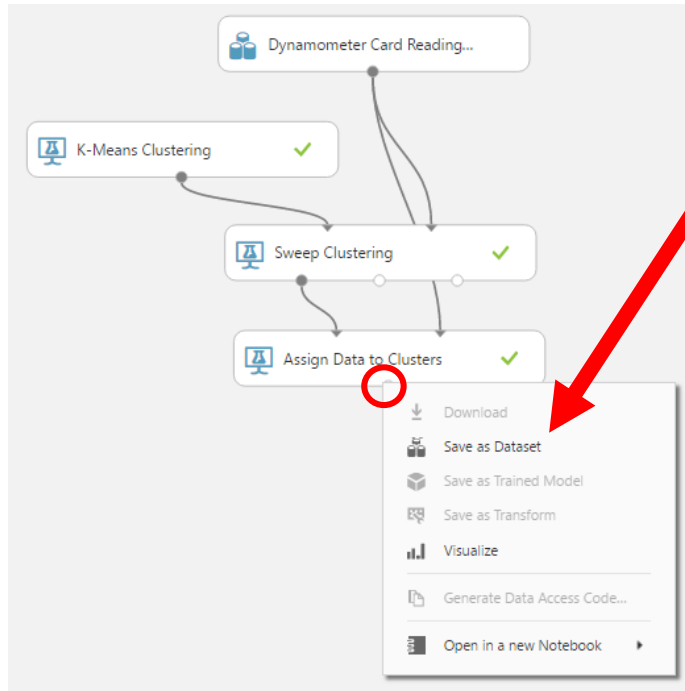 Dynamometer Card Reading...
K-Means Clustering
Sweep Clustering
Assign Data to Clusters
Download
Save as Dataset
Save as Trained Model
Save as Transform
Visualize
Generate Data Access Code...
Open in a new Notebook